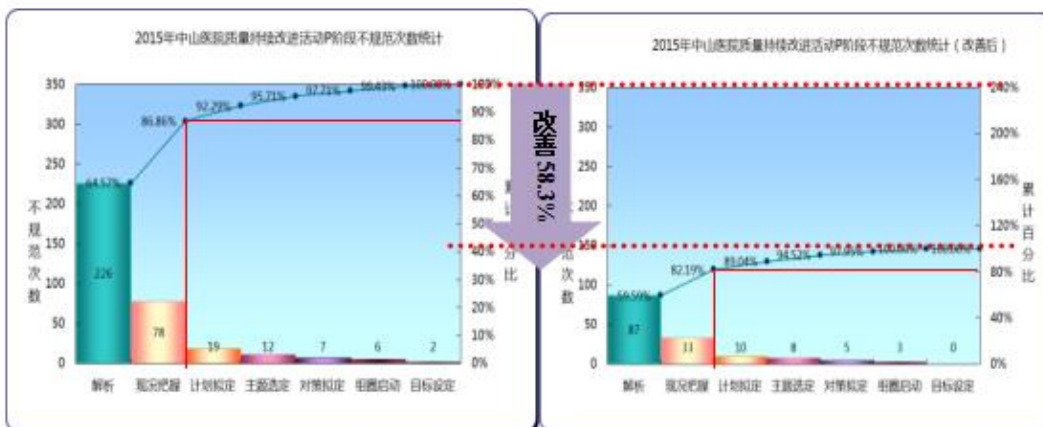 2015年中山医院质量持续改进活动P阶段不规范次数统计
350
300
250
200
150
100
50
0
不规范次数
64.57%
86.86%
92.29%
95.71%
97.71%
99.43%
100.00%
226
78
19
12
7
6
2
解析
现况把握
计划拟定
主题选定
对策拟定
组圈启动
目标设定
100%
90%
80%
70%
60%
50%
40%
30%
20%
10%
0%
分比
改善 58.3%
2015年中山医院质量持续改进活动P阶段不规范次数统计（改善后）
350
300
250
200
150
100
50
0
范次数
59.59%
82.19%
89.04%
94.52%
97.95%
100.00%
100.00%
87
33
10
8
5
3
0
解析
现况把握
计划拟定
主题选定
对策拟定
组圈启动
目标设定
240%
200%
160%
120%
80%
40%
0%
累计百分比